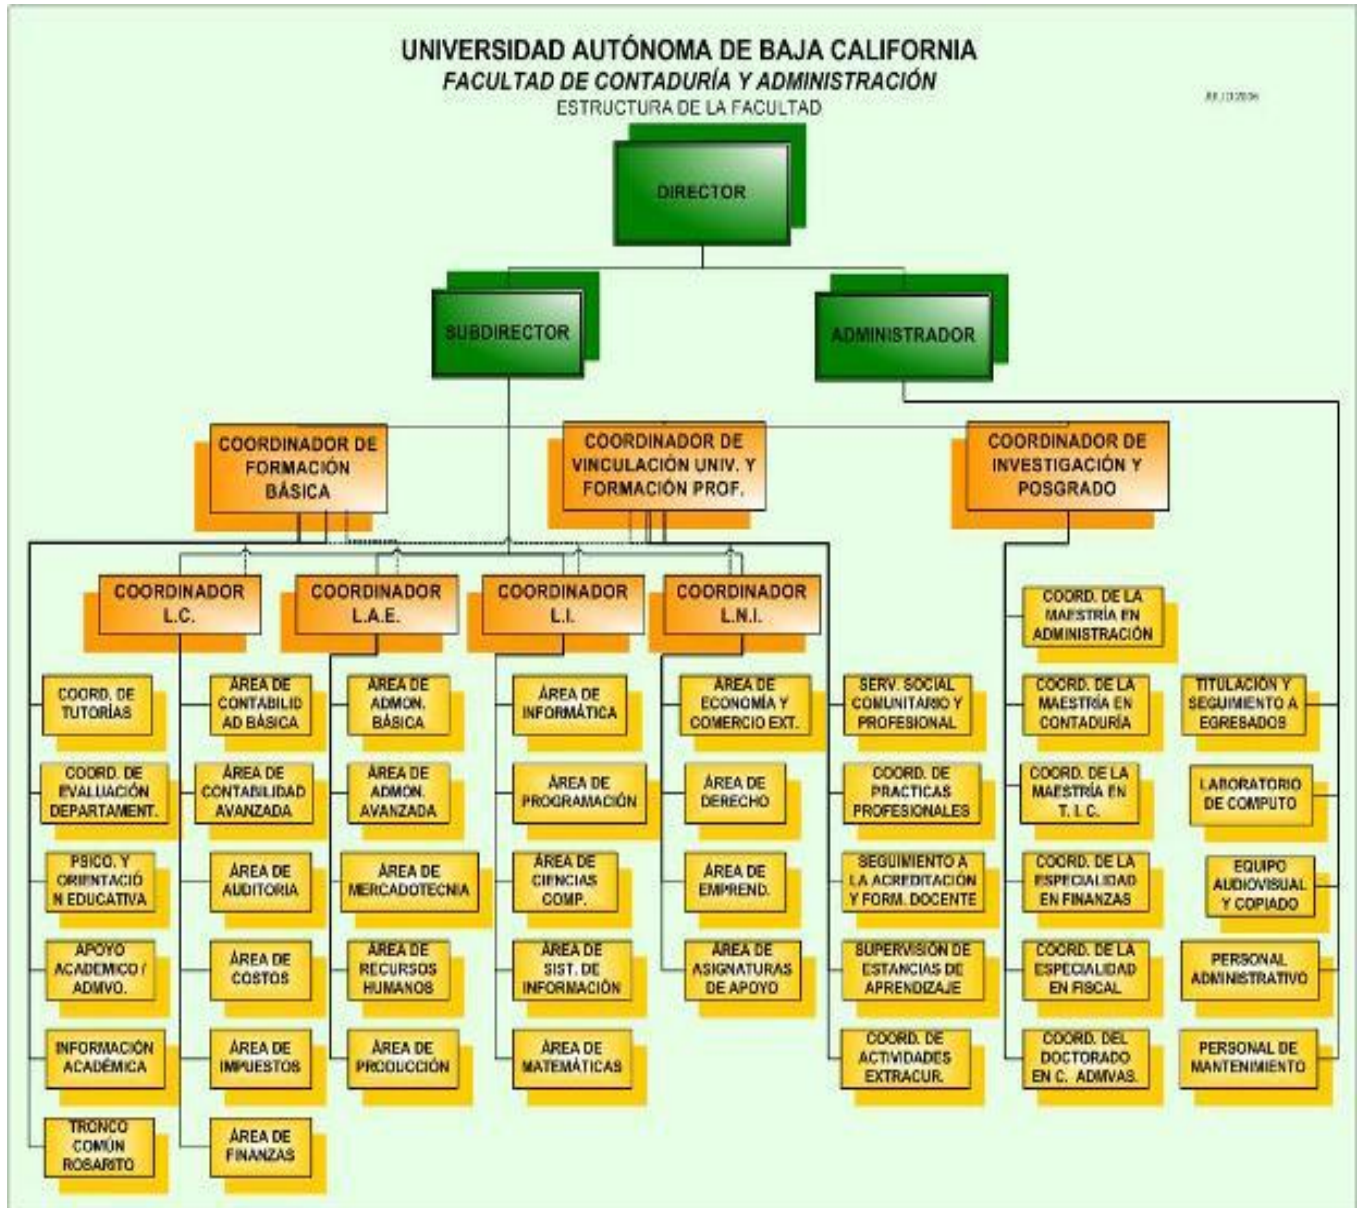 UNIVERSIDAD AUTÓNOMA DE BAJA CALIFORNIA
FACULTAD DE CONTADURÍA Y ADMINISTRACIÓN
ESTRUCTURA DE LA FACULTAD
DIRECTOR
SUBDIRECTOR
ADMINISTRADOR
COORDINADOR DE
FORMACIÓN
BÁSICA
COORDINADOR DE
VINCULACIÓN UNIV. Y
FORMACIÓN PROF.
COORDINADOR DE
INVESTIGACIÓN Y
POSGRADO
COORDINADOR
L.C.
COORDINADOR
L.A.E.
COORDINADOR
L.I.
COORDINADOR
L.N.I.
COORD. DE
TUTORÍAS
COORD. DE
EVALUACIÓN
DEPARTAMENT.
PSICO. Y
ORIENTACIÓ
N EDUCATIVA
APOYO
ACADEMICO /
ADMVO.
INFORMACIÓN
ACADÉMICA
TRONCO
COMÚN
ROSARITO
ÁREA DE
CONTABILID
AD BÁSICA
ÁREA DE
CONTABILIDAD
AVANZADA
ÁREA DE
AUDITORIA
ÁREA DE
COSTOS
ÁREA DE
IMPUESTOS
ÁREA DE
FINANZAS
ÁREA DE
ADMON.
BÁSICA
ÁREA DE
ADMON.
AVANZADA
ÁREA DE
MERCADOTECNIA
ÁREA DE
RECURSOS
HUMANOS
ÁREA DE
PRODUCCIÓN
ÁREA DE
INFORMÁTICA
ÁREA DE
PROGRAMACIÓN
ÁREA DE
CIENCIAS
COMP.
ÁREA DE
SIST. DE
INFORMACIÓN
ÁREA DE
MATEMÁTICAS
ÁREA DE
ECONOMÍA Y
COMERCIO EXT.
ÁREA DE
DERECHO
ÁREA DE
EMPREND.
ÁREA DE
ASIGNATURAS
DE APOYO
SERV. SOCIAL
COMUNITARIO Y
PROFESIONAL
COORD. DE
PRACTICAS
PROFESIONALES
SEGUIMIENTO A
LA ACREDITACIÓN
Y FORM. DOCENTE
SUPERVISIÓN DE
ESTANCIAS DE
APRENDIZAJE
COORD. DE
ACTIVIDADES
EXTRACUR.
COORD. DE LA
MAESTRÍA EN
ADMINISTRACIÓN
COORD. DE LA
MAESTRÍA EN
CONTADURÍA
COORD. DE LA
MAESTRÍA EN
T. I. C.
COORD. DE LA
ESPECIALIDAD
EN FINANZAS
COORD. DE LA
ESPECIALIDAD
EN FISCAL
COORD. DEL
DOCTORADO
EN C. ADMVAS.
TITULACIÓN Y
SEGUIMIENTO A
EGRESADOS
LABORATORIO
DE COMPUTO
EQUIPO
AUDIOVISUAL
Y COPIADO
PERSONAL
ADMINISTRATIVO
PERSONAL DE
MANTENIMIENTO